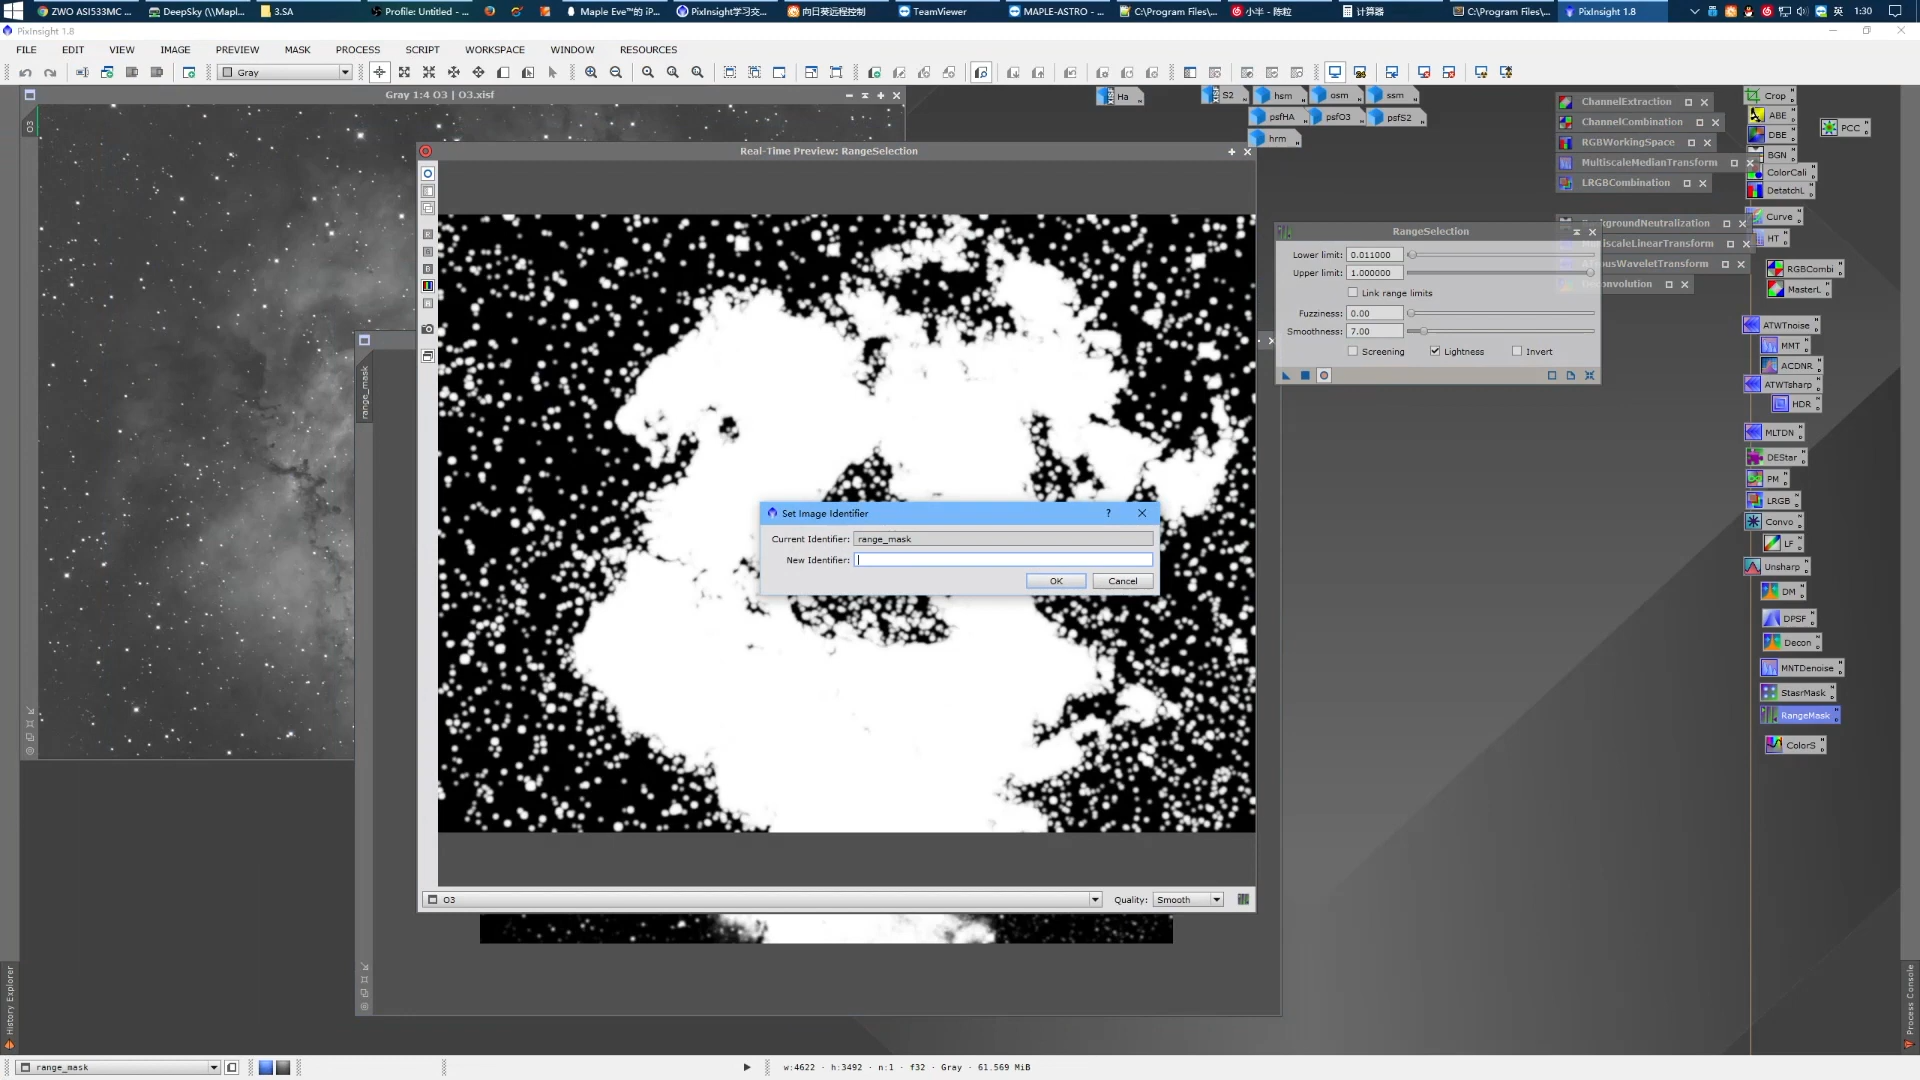 ZWO ASI533MC ...
DeepSky (\\Mapl...
3.SA
Profile: Untitled - ...
Maple Eve™的 iP...
PixInsight学习交...
向日葵远程控制
TeamViewer
MAPLE-ASTRO - ...
C:\Program Files\...
小半 - 陈粒
计算器
C:\Program Files\...
PixInsight 1.8
英
1:30
PixInsight 1.8
FILE EDIT VIEW IMAGE PREVIEW MASK PROCESS SCRIPT WORKSPACE WINDOW RESOURCES
Gray
Gray 1:4 O3 | O3.xisf
O3
Ha
S2
hsm
osm
ssm
psfHA
psfO3
psfS2
hrm
ChannelExtraction
ChannelCombination
RGBWorkingSpace
MultiscaleMedianTransform
LRGBCombination
Crop
ABE
DBE
PCC
BGN
ColorCali
DetatchL
Curve
HT
RGBCombi
MasterL
ATWTnoise
MMT
ACDNR
ATWTsharp
HDR
MLTDN
DEStar
PM
LRGB
Convo
LF
Unsharp
DM
DPSF
Decon
MNTDenoise
StasrMask
RangeMask
ColorS
Real-Time Preview: RangeSelection
range_mask
RangeSelection
Lower limit: 0.011000
Upper limit: 1.000000
Link range limits
Fuzziness: 0.00
Smoothness: 7.00
Screening Lightness Invert
Set Image Identifier
Current Identifier: range_mask
New Identifier:
OK Cancel
O3
Quality: Smooth
History Explorer
Process Console
range_mask
w:4622 · h:3492 · n:1 · f32 · Gray · 61.569 MiB